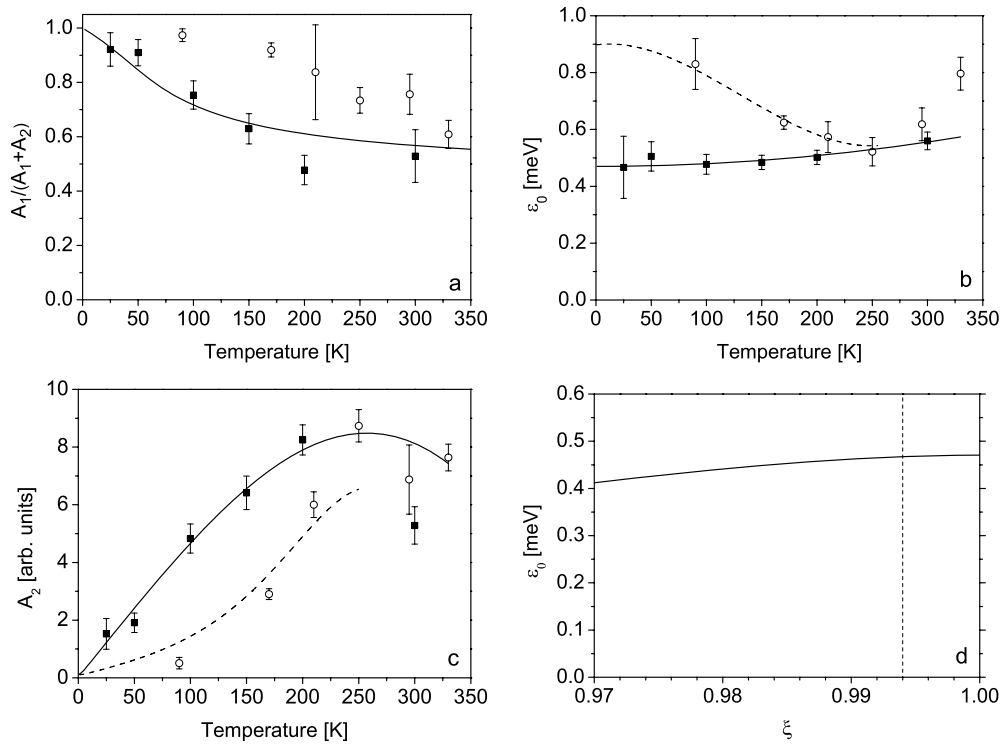 1.0
0.8
0.6
0.4
0.2
0.0
A₁/(A₁+A₂)
a
0 50 100 150 200 250 300 350
Temperature [K]
1.0
0.8
0.6
0.4
0.2
0.0
ε₀ [meV]
b
0 50 100 150 200 250 300 350
Temperature [K]
10
8
6
4
2
0
A₂ [arb. units]
c
0 50 100 150 200 250 300 350
Temperature [K]
0.6
0.5
0.4
0.3
0.2
0.1
0.0
ε₀ [meV]
d
0.97 0.98 0.99 1.00
ξ